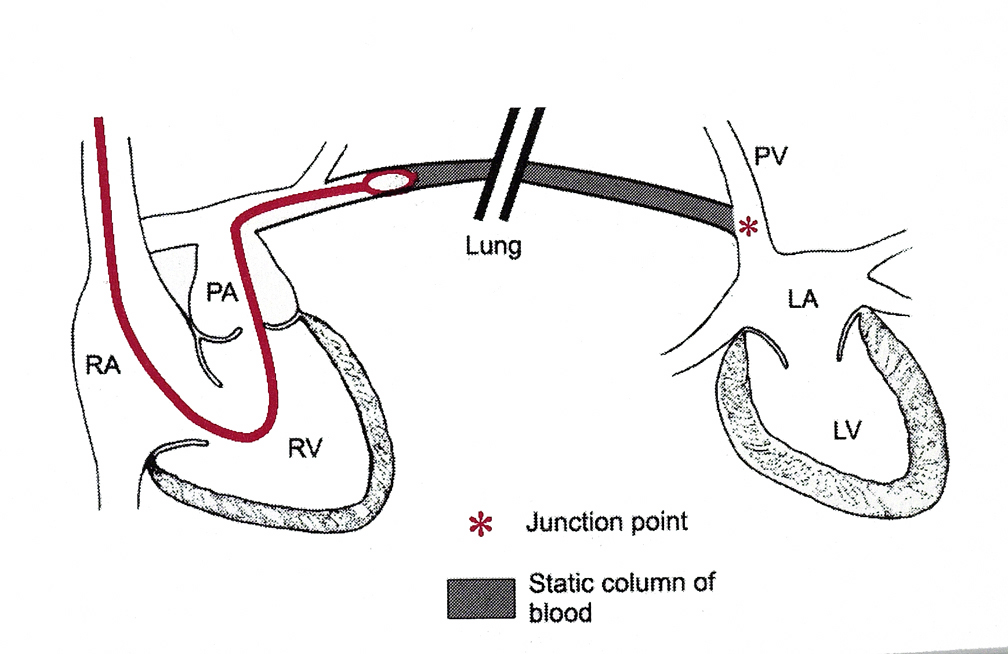 PV
Lung
PA
LA
RA
LV
RV
* Junction point
Static column of
blood